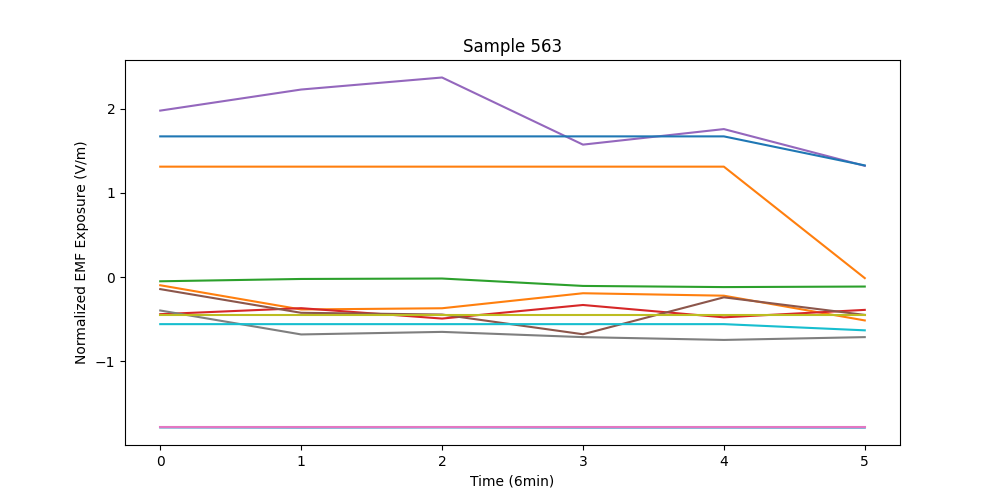 Sample 563
Normalized EMF Exposure (V/m)
2
1
0
−1
0 1 2 3 4 5
Time (6min)